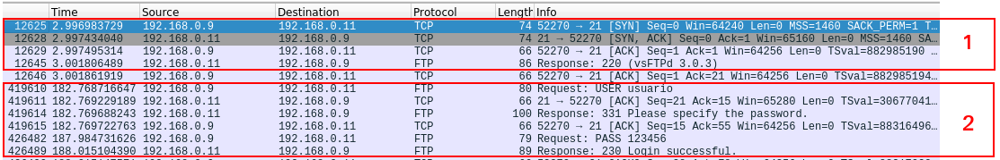 Time Source Destination Protocol Length Info
12625 2.996983729 192.168.0.9 192.168.0.11 TCP 74 52270 → 21 [SYN] Seq=0 Win=64240 Len=0 MSS=1460 SACK_PERM=1 T…
12628 2.997434040 192.168.0.11 192.168.0.9 TCP 74 21 → 52270 [SYN, ACK] Seq=0 Ack=1 Win=65160 Len=0 MSS=1460 SA…
12629 2.997495314 192.168.0.9 192.168.0.11 TCP 66 52270 → 21 [ACK] Seq=1 Ack=1 Win=64256 Len=0 TSval=882985190 …
1
12645 3.001806489 192.168.0.11 192.168.0.9 FTP 86 Response: 220 (vsFTPd 3.0.3)
12646 3.001861919 192.168.0.9 192.168.0.11 TCP 66 52270 → 21 [ACK] Seq=1 Ack=21 Win=64256 Len=0 TSval=882985194…
419610 182.768716647 192.168.0.9 192.168.0.11 FTP 80 Request: USER usuario
419611 182.769229189 192.168.0.11 192.168.0.9 TCP 66 21 → 52270 [ACK] Seq=21 Ack=15 Win=65280 Len=0 TSval=30677041…
419614 182.769688243 192.168.0.11 192.168.0.9 FTP 100 Response: 331 Please specify the password.
2
419615 182.769722763 192.168.0.9 192.168.0.11 TCP 66 52270 → 21 [ACK] Seq=15 Ack=55 Win=64256 Len=0 TSval=88316496…
426482 187.984731626 192.168.0.9 192.168.0.11 FTP 79 Request: PASS 123456
426489 188.015104390 192.168.0.11 192.168.0.9 FTP 89 Response: 230 Login successful.